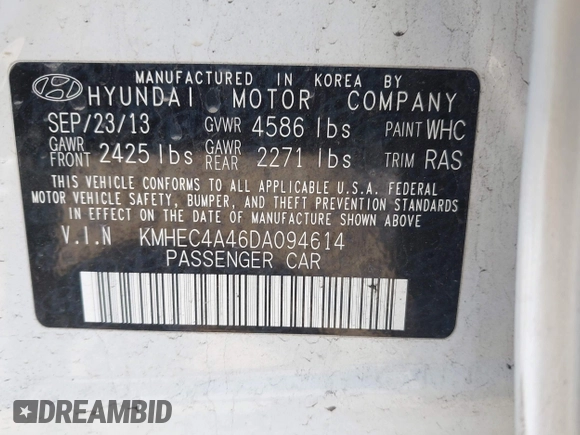 MANUFACTURED IN KOREA BY
HYUNDAI MOTOR COMPANY
SEP/23/13 GVWR 4586 lbs PAINT WHC
GAWR FRONT 2425 lbs GAWR REAR 2271 lbs TRIM RAS
THIS VEHICLE CONFORMS TO ALL APPLICABLE U.S.A. FEDERAL
MOTOR VEHICLE SAFETY, BUMPER, AND THEFT PREVENTION STANDARDS
IN EFFECT ON THE DATE OF MANUFACTURE SHOWN ABOVE.
V.I.N KMHEC4A46DA094614
PASSENGER CAR
DREAMBID